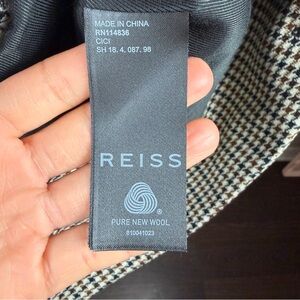 MADE IN CHINA
RN114836
CICI
SH 18, 4, 087, 98
REISS
®
PURE NEW WOOL
810041023